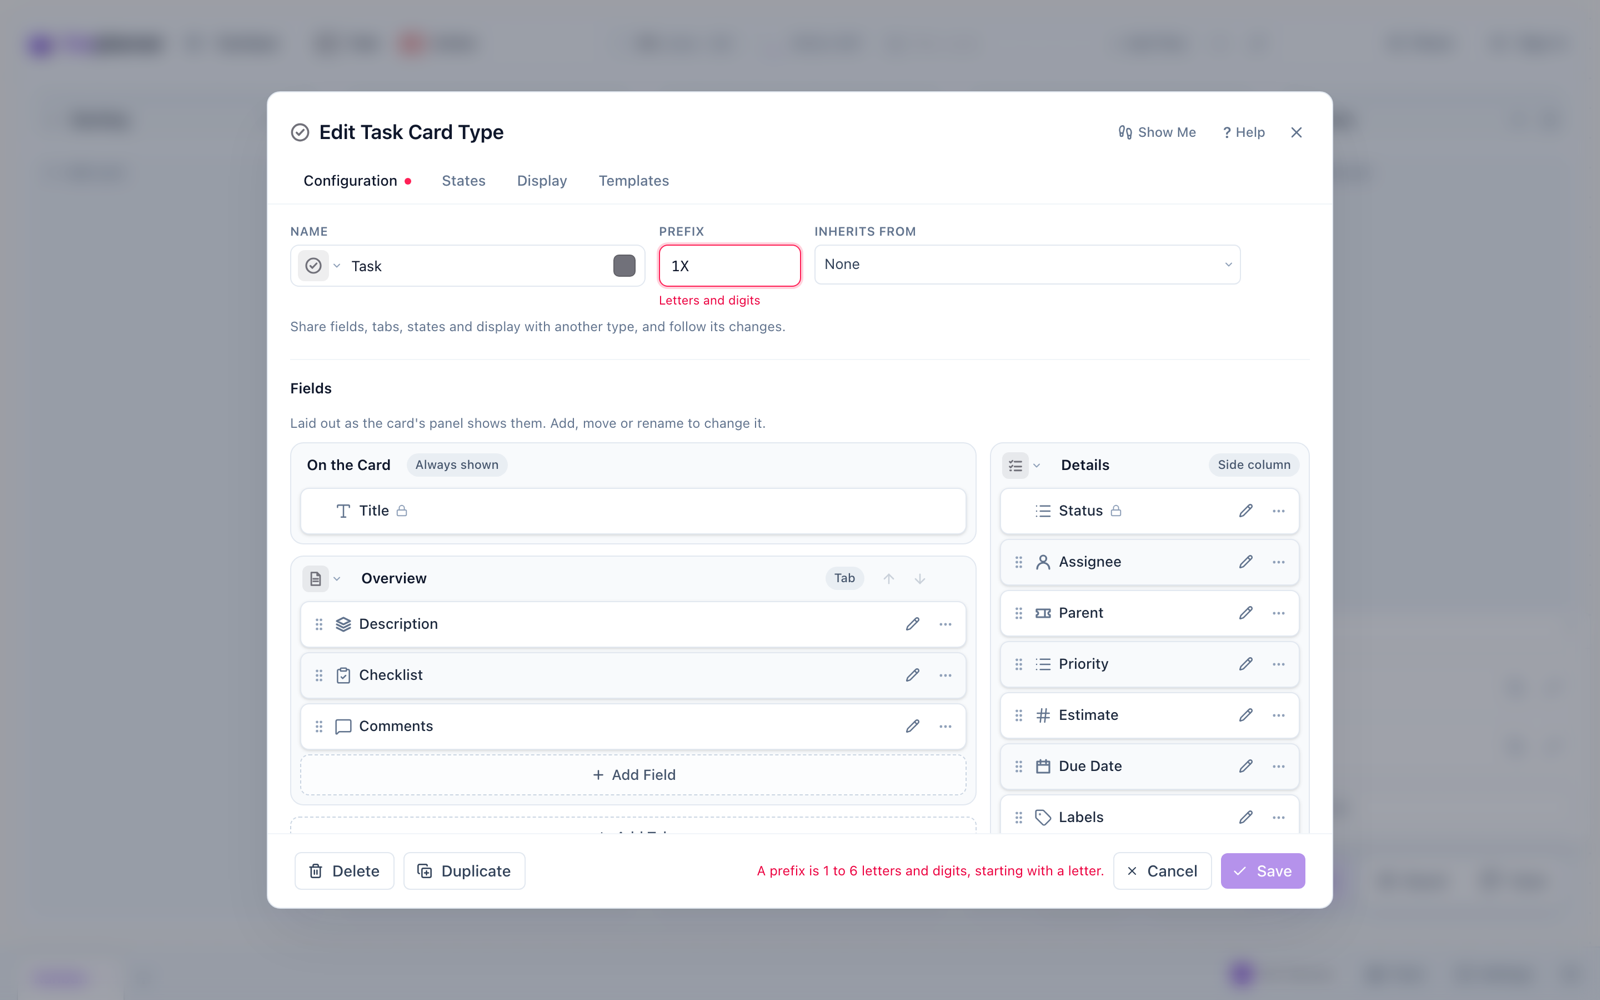 Edit Task Card Type
Show Me
? Help
Configuration
States
Display
Templates
NAME
PREFIX
INHERITS FROM
Task
1X
None
Letters and digits
Share fields, tabs, states and display with another type, and follow its changes.
Fields
Laid out as the card's panel shows them. Add, move or rename to change it.
On the Card
Always shown
Title
Overview
Tab
Description
Checklist
Comments
+ Add Field
Details
Side column
Status
Assignee
Parent
Priority
Estimate
Due Date
Labels
Delete
Duplicate
A prefix is 1 to 6 letters and digits, starting with a letter.
Cancel
Save